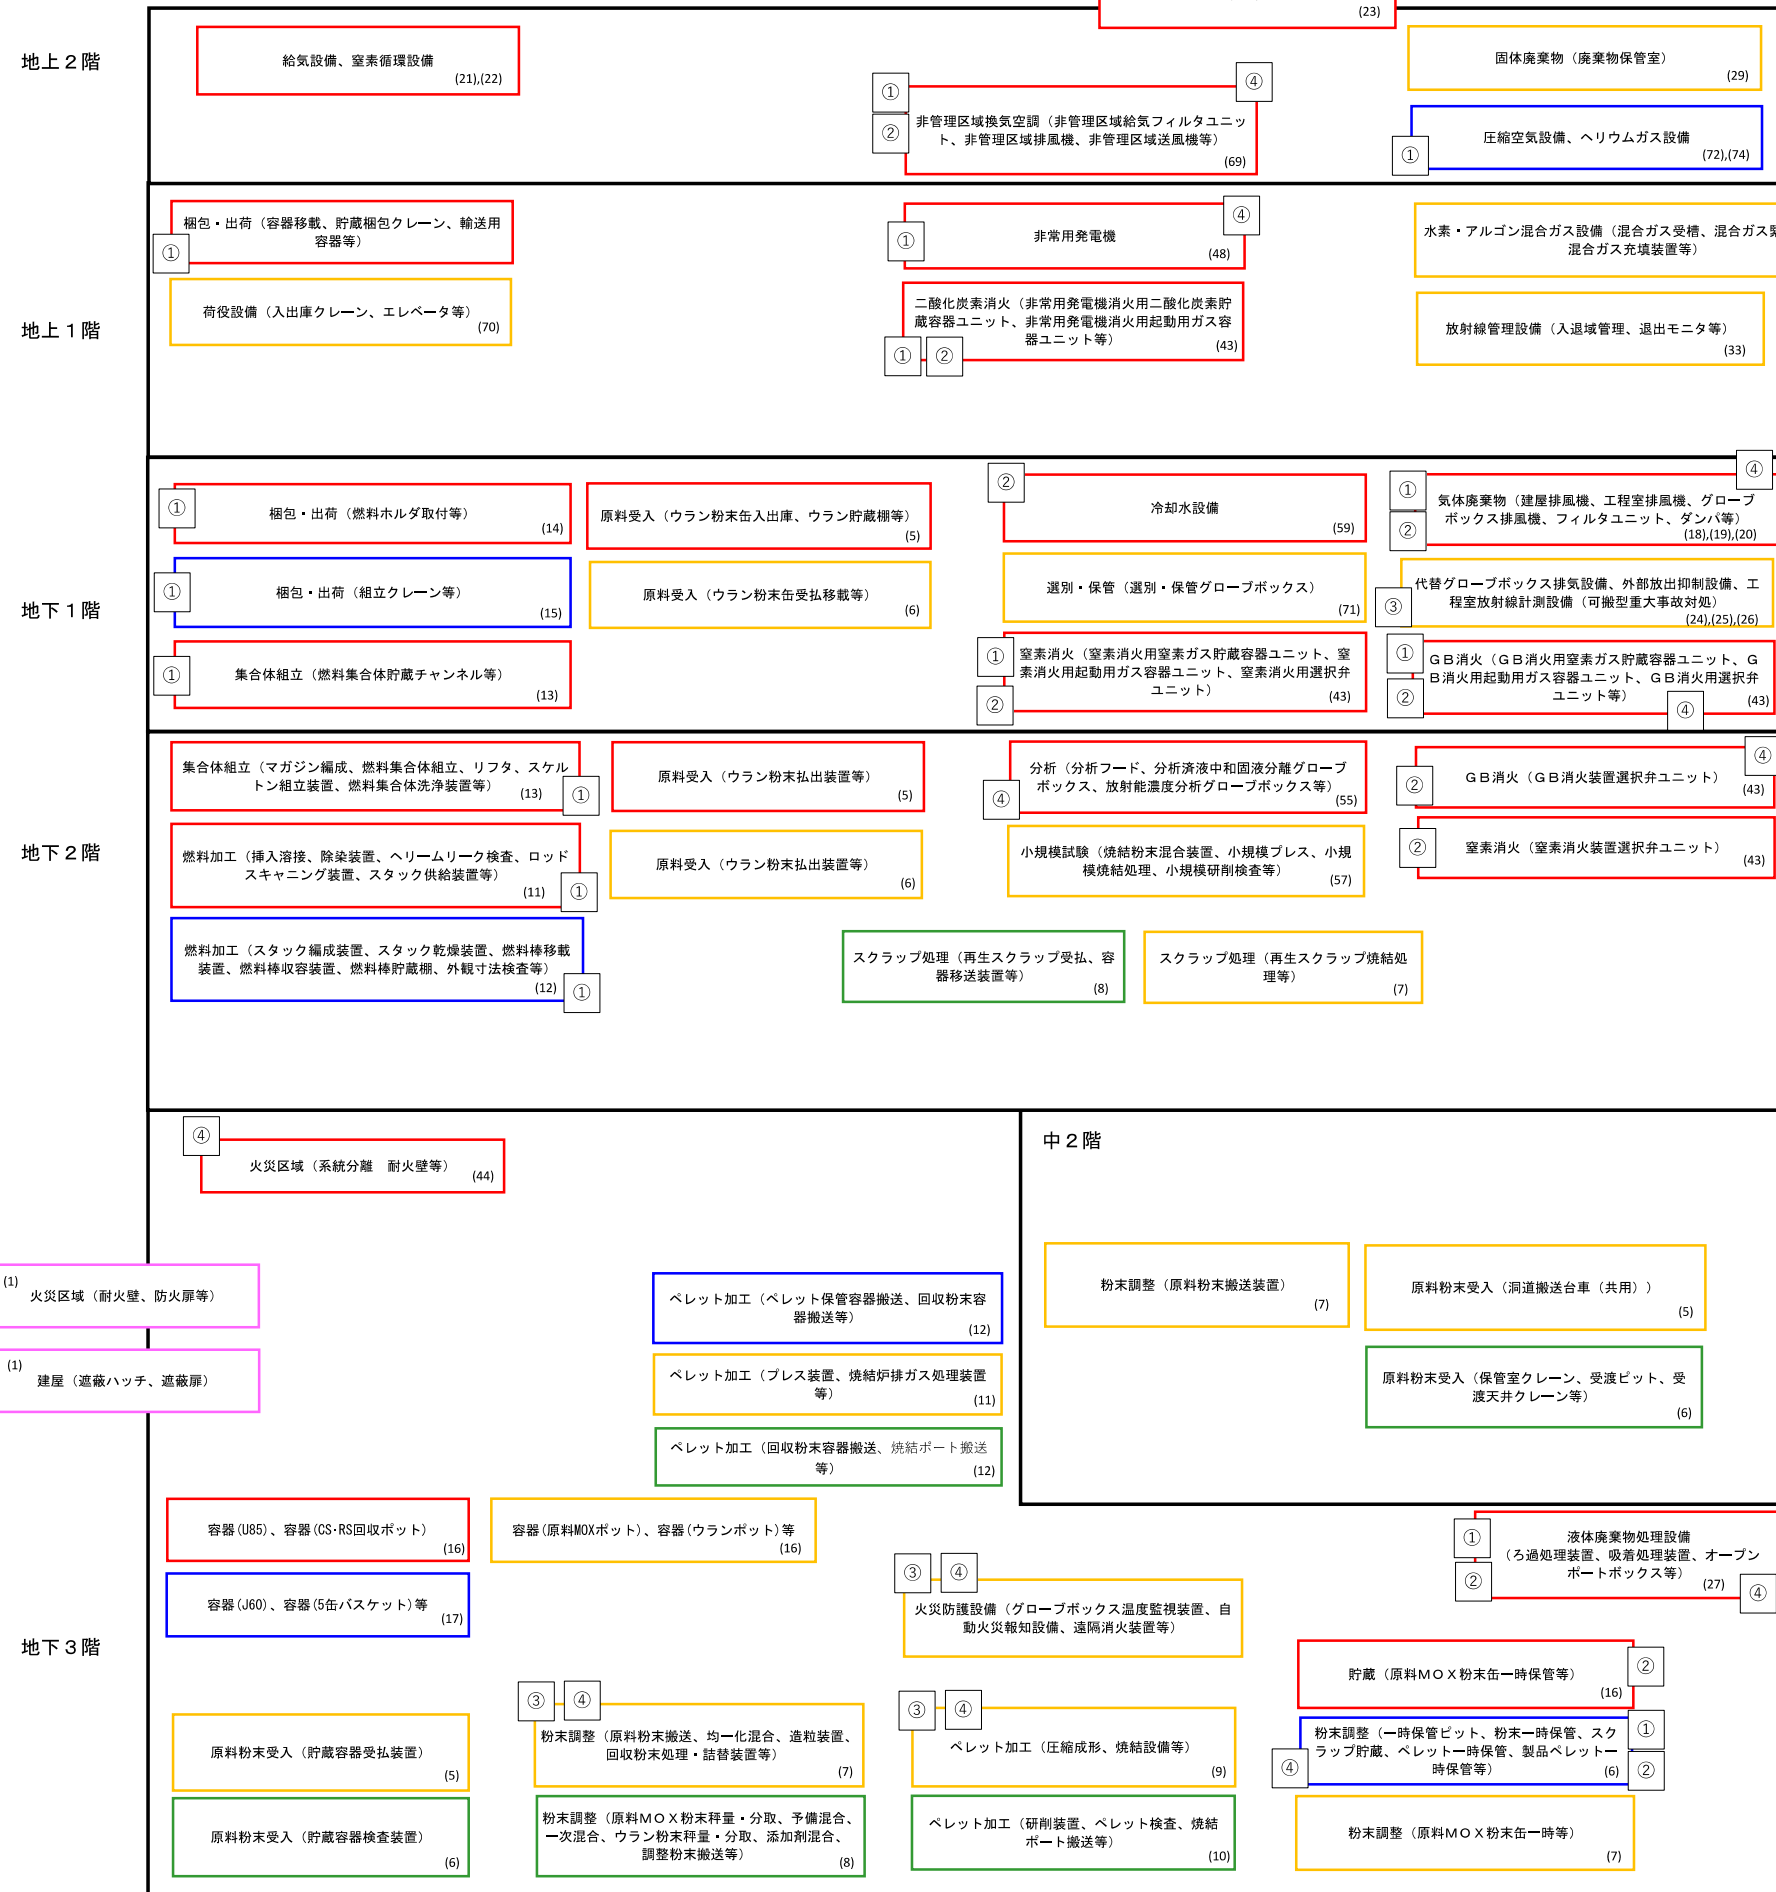 (23)
地上２階
給気設備、窒素循環設備
(21),(22)
①
②
④
非管理区域換気空調（非管理区域給気フィルタユニッ
ト、非管理区域排風機、非管理区域送風機等）
(69)
固体廃棄物（廃棄物保管室）
(29)
圧縮空気設備、ヘリウムガス設備
(72),(74)
①
地上１階
梱包・出荷（容器移載、貯蔵梱包クレーン、輸送用
容器等）
①
荷役設備（入出庫クレーン、エレベータ等）
(70)
④
①
非常用発電機
(48)
二酸化炭素消火（非常用発電機消火用二酸化炭素貯
蔵容器ユニット、非常用発電機消火用起動用ガス容
器ユニット等）
(43)
①
②
水素・アルゴン混合ガス設備（混合ガス受槽、混合ガス緊
混合ガス充填装置等）
放射線管理設備（入退域管理、退出モニタ等）
(33)
地下１階
①
梱包・出荷（燃料ホルダ取付等）
(14)
①
梱包・出荷（組立クレーン等）
(15)
①
集合体組立（燃料集合体貯蔵チャンネル等）
(13)
原料受入（ウラン粉末缶入出庫、ウラン貯蔵棚等）
(5)
原料受入（ウラン粉末缶受払移載等）
(6)
②
冷却水設備
(59)
選別・保管（選別・保管グローブボックス）
(71)
①
②
窒素消火（窒素消火用窒素ガス貯蔵容器ユニット、窒
素消火用起動用ガス容器ユニット、窒素消火用選択弁
ユニット）
(43)
④
①
②
気体廃棄物（建屋排風機、工程室排風機、グローブ
ボックス排風機、フィルタユニット、ダンパ等）
(18),(19),(20)
③
代替グローブボックス排気設備、外部放出抑制設備、工
程室放射線計測設備（可搬型重大事故対処）
(24),(25),(26)
①
②
ＧＢ消火（ＧＢ消火用窒素ガス貯蔵容器ユニット、Ｇ
Ｂ消火用起動用ガス容器ユニット、ＧＢ消火用選択弁
ユニット等）
(43)
④
地下２階
集合体組立（マガジン編成、燃料集合体組立、リフタ、スケル
トン組立装置、燃料集合体洗浄装置等）
(13)
①
燃料加工（挿入溶接、除染装置、ヘリームリーク検査、ロッド
スキャニング装置、スタック供給装置等）
(11)
①
燃料加工（スタック編成装置、スタック乾燥装置、燃料棒移載
装置、燃料棒収容装置、燃料棒貯蔵棚、外観寸法検査等）
(12)
①
原料受入（ウラン粉末払出装置等）
(5)
原料受入（ウラン粉末払出装置等）
(6)
④
分析（分析フード、分析済液中和固液分離グローブ
ボックス、放射能濃度分析グローブボックス等）
(55)
小規模試験（焼結粉末混合装置、小規模プレス、小規
模焼結処理、小規模研削検査等）
(57)
④
②
ＧＢ消火（ＧＢ消火装置選択弁ユニット）
(43)
②
窒素消火（窒素消火装置選択弁ユニット）
(43)
スクラップ処理（再生スクラップ受払、容
器移送装置等）
(8)
スクラップ処理（再生スクラップ焼結処
理等）
(7)
④
火災区域（系統分離　耐火壁等）
(44)
中２階
粉末調整（原料粉末搬送装置）
(7)
原料粉末受入（洞道搬送台車（共用））
(5)
原料粉末受入（保管室クレーン、受渡ピット、受
渡天井クレーン等）
(6)
(1)
火災区域（耐火壁、防火扉等）
(1)
建屋（遮蔽ハッチ、遮蔽扉）
ペレット加工（ペレット保管容器搬送、回収粉末容
器搬送等）
(12)
ペレット加工（プレス装置、焼結炉排ガス処理装置
等）
(11)
ペレット加工（回収粉末容器搬送、焼結ボート搬送
等）
(12)
地下３階
容器(U85)、容器(CS･RS回収ポット)
(16)
容器(原料MOXポット)、容器(ウランポット)等
(16)
容器(J60)、容器(5缶バスケット)等
(17)
③
④
火災防護設備（グローブボックス温度監視装置、自
動火災報知設備、遠隔消火装置等）
①
②
液体廃棄物処理設備
（ろ過処理装置、吸着処理装置、オープン
ポートボックス等）
(27)
④
貯蔵（原料ＭＯＸ粉末缶一時保管等）
(16)
②
原料粉末受入（貯蔵容器受払装置）
(5)
原料粉末受入（貯蔵容器検査装置）
(6)
③
④
粉末調整（原料粉末搬送、均一化混合、造粒装置、
回収粉末処理・詰替装置等）
(7)
粉末調整（原料ＭＯＸ粉末秤量・分取、予備混合、
一次混合、ウラン粉末秤量・分取、添加剤混合、
調整粉末搬送等）
(8)
③
④
ペレット加工（圧縮成形、焼結設備等）
(9)
ペレット加工（研削装置、ペレット検査、焼結
ボート搬送等）
(10)
④
粉末調整（一時保管ピット、粉末一時保管、スク
ラップ貯蔵、ペレット一時保管、製品ペレット一
時保管等）
(6)
①
②
粉末調整（原料ＭＯＸ粉末缶一時等）
(7)